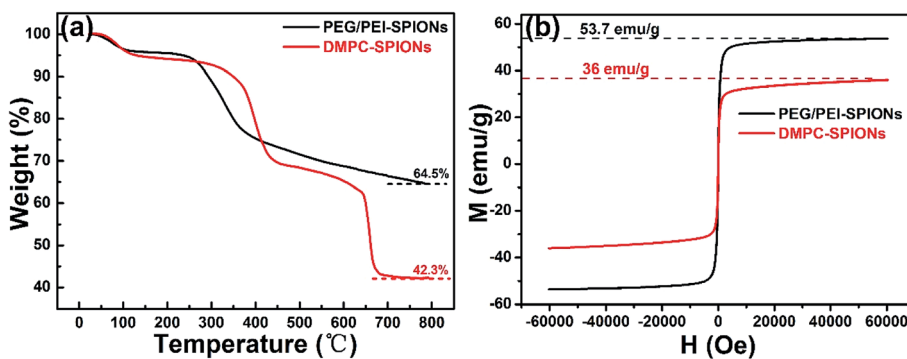 (a)
PEG/PEI-SPIONs
DMPC-SPIONs
Weight (%)
100
90
80
70
60
50
40
64.5%
42.3%
0 100 200 300 400 500 600 700 800
Temperature (℃)
(b)
53.7 emu/g
36 emu/g
PEG/PEI-SPIONs
DMPC-SPIONs
M (emu/g)
60
40
20
0
-20
-40
-60
-60000 -40000 -20000 0 20000 40000 60000
H (Oe)